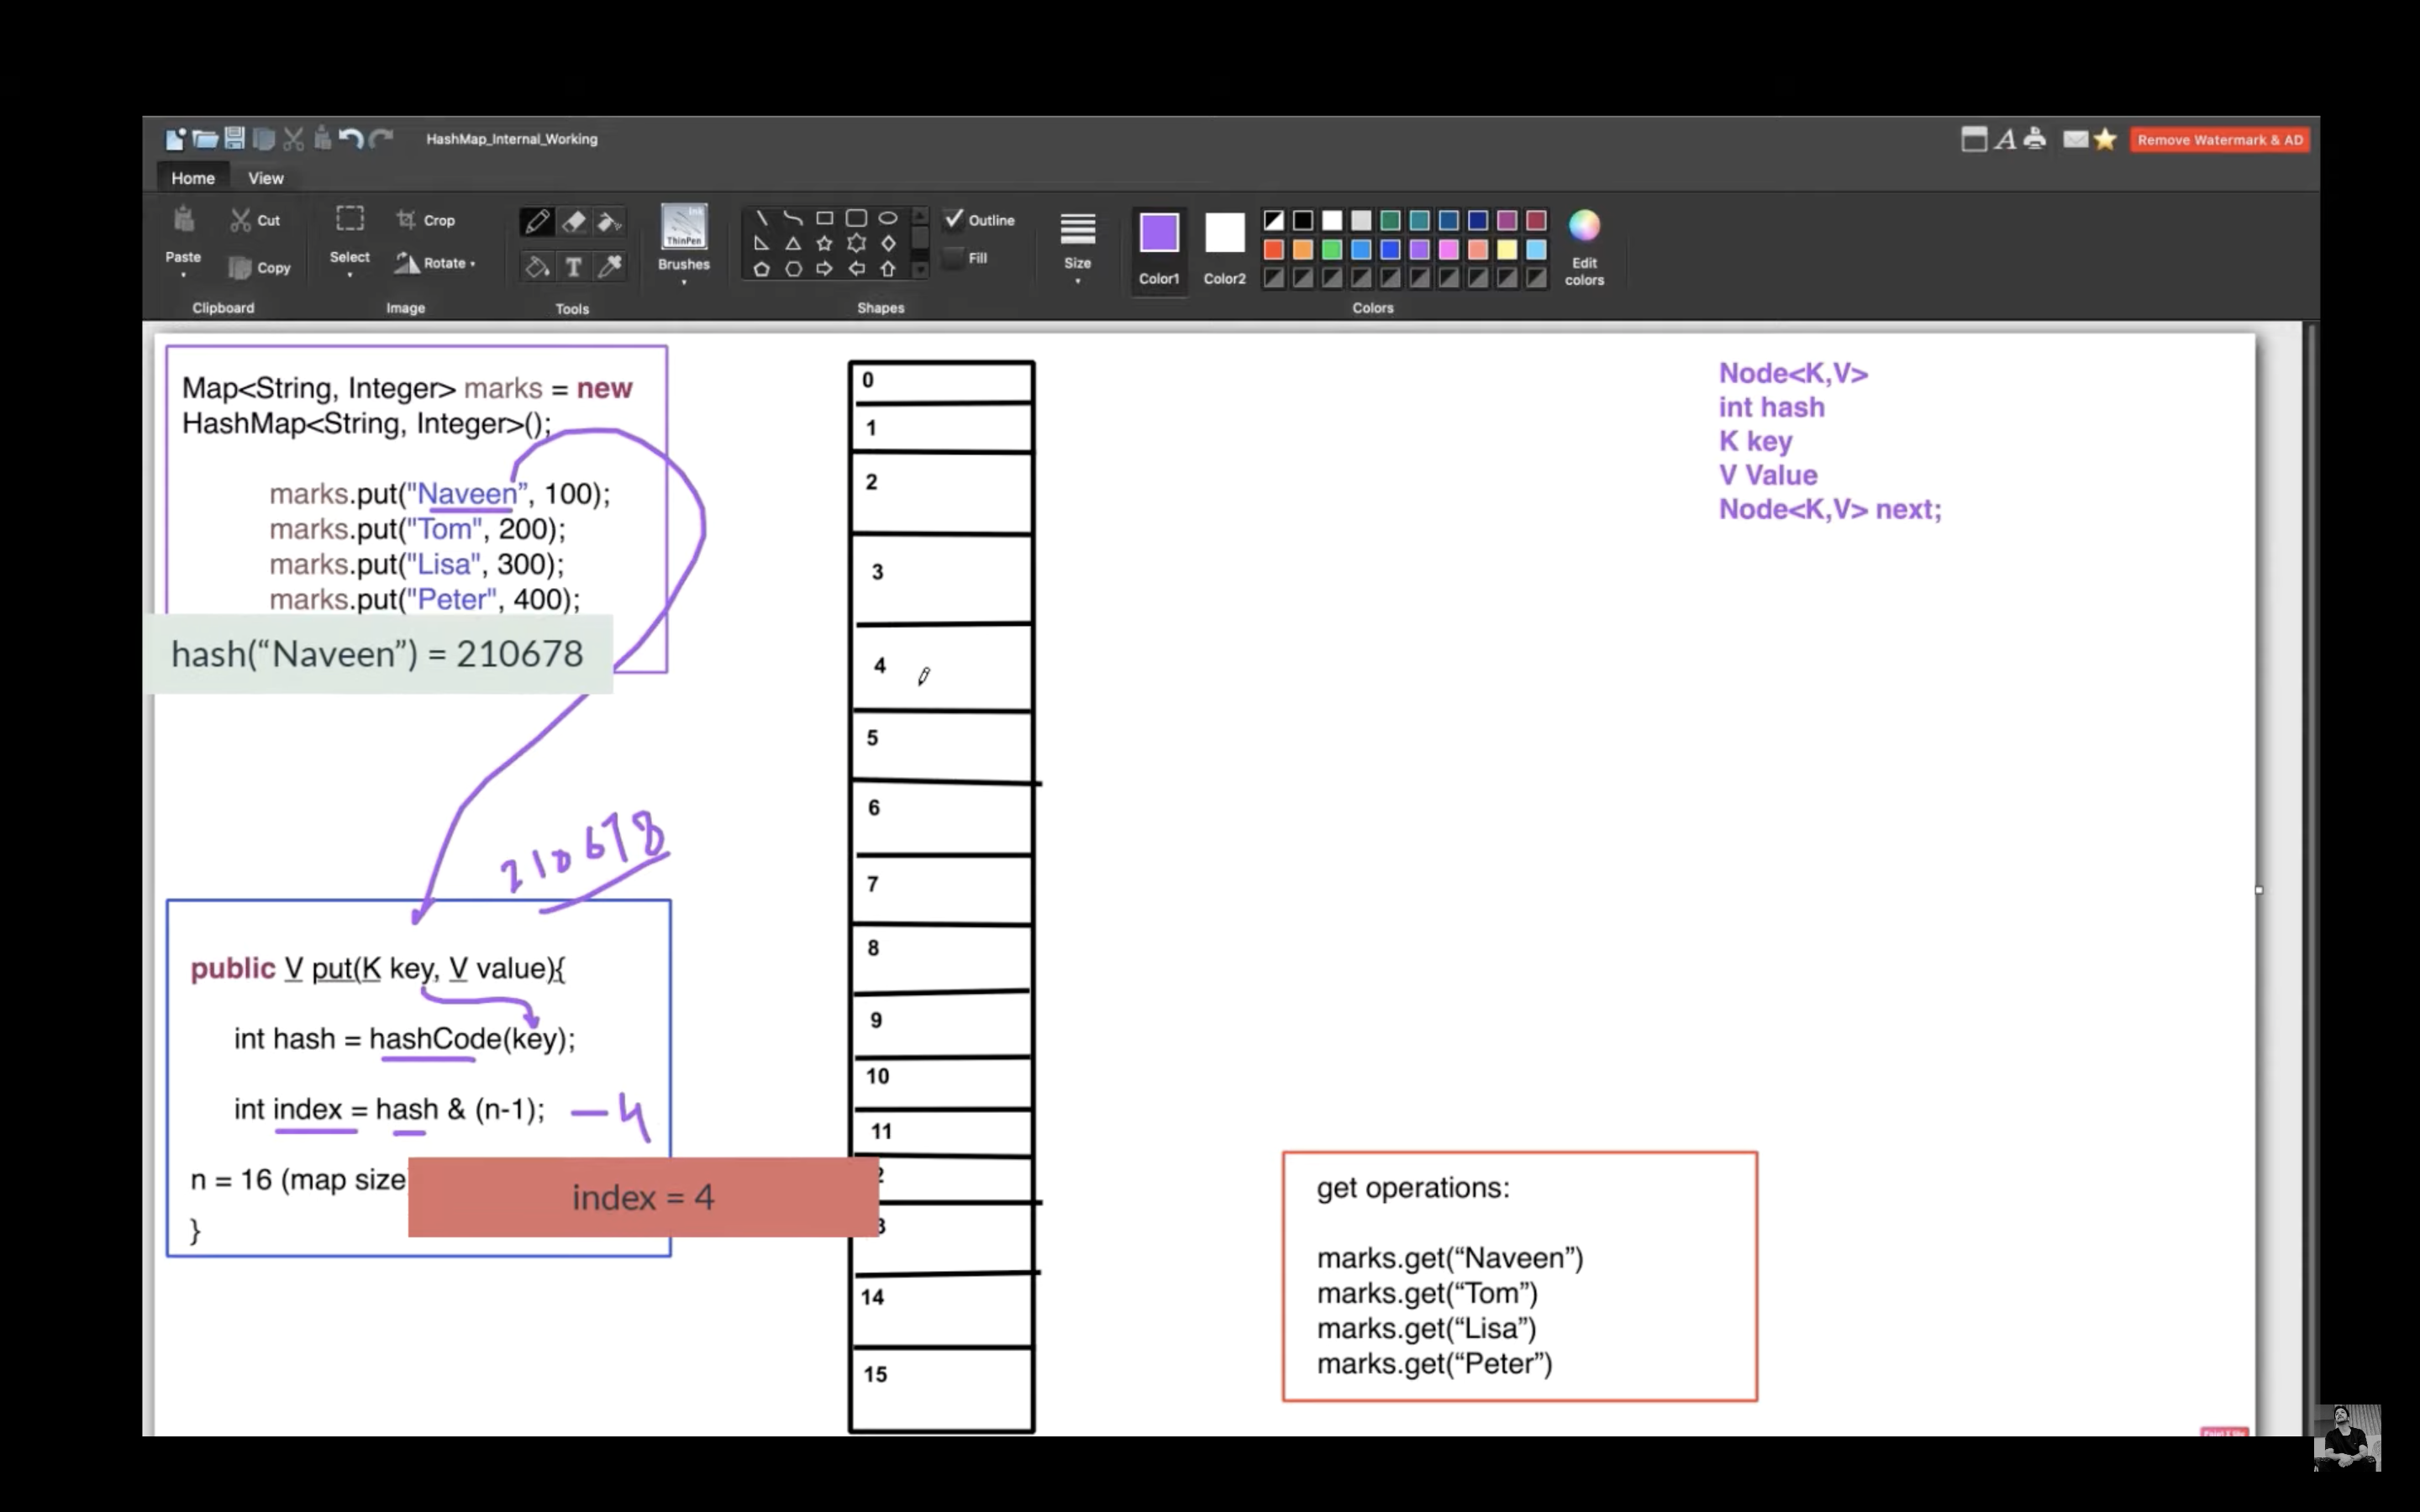 HashMap_Internal_Working
Remove Watermark & AD
Home View
Paste
Cut
Copy
Clipboard
Select
Crop
Rotate
Image
Tools
Ink
ThinPen
Brushes
Outline
Fill
Shapes
Size
Color1
Color2
Edit colors
Colors
Map<String, Integer> marks = new
HashMap<String, Integer>();
marks.put("Naveen”, 100);
marks.put("Tom", 200);
marks.put("Lisa", 300);
marks.put("Peter", 400);
hash(“Naveen”) = 210678
210678
public V put(K key, V value){
int hash = hashCode(key);
int index = hash & (n-1); — 4
n = 16 (map size
index = 4
}
0
1
2
3
4
5
6
7
8
9
10
11
2
3
14
15
Node<K,V>
int hash
K key
V Value
Node<K,V> next;
get operations:
marks.get(“Naveen”)
marks.get(“Tom”)
marks.get(“Lisa”)
marks.get(“Peter”)